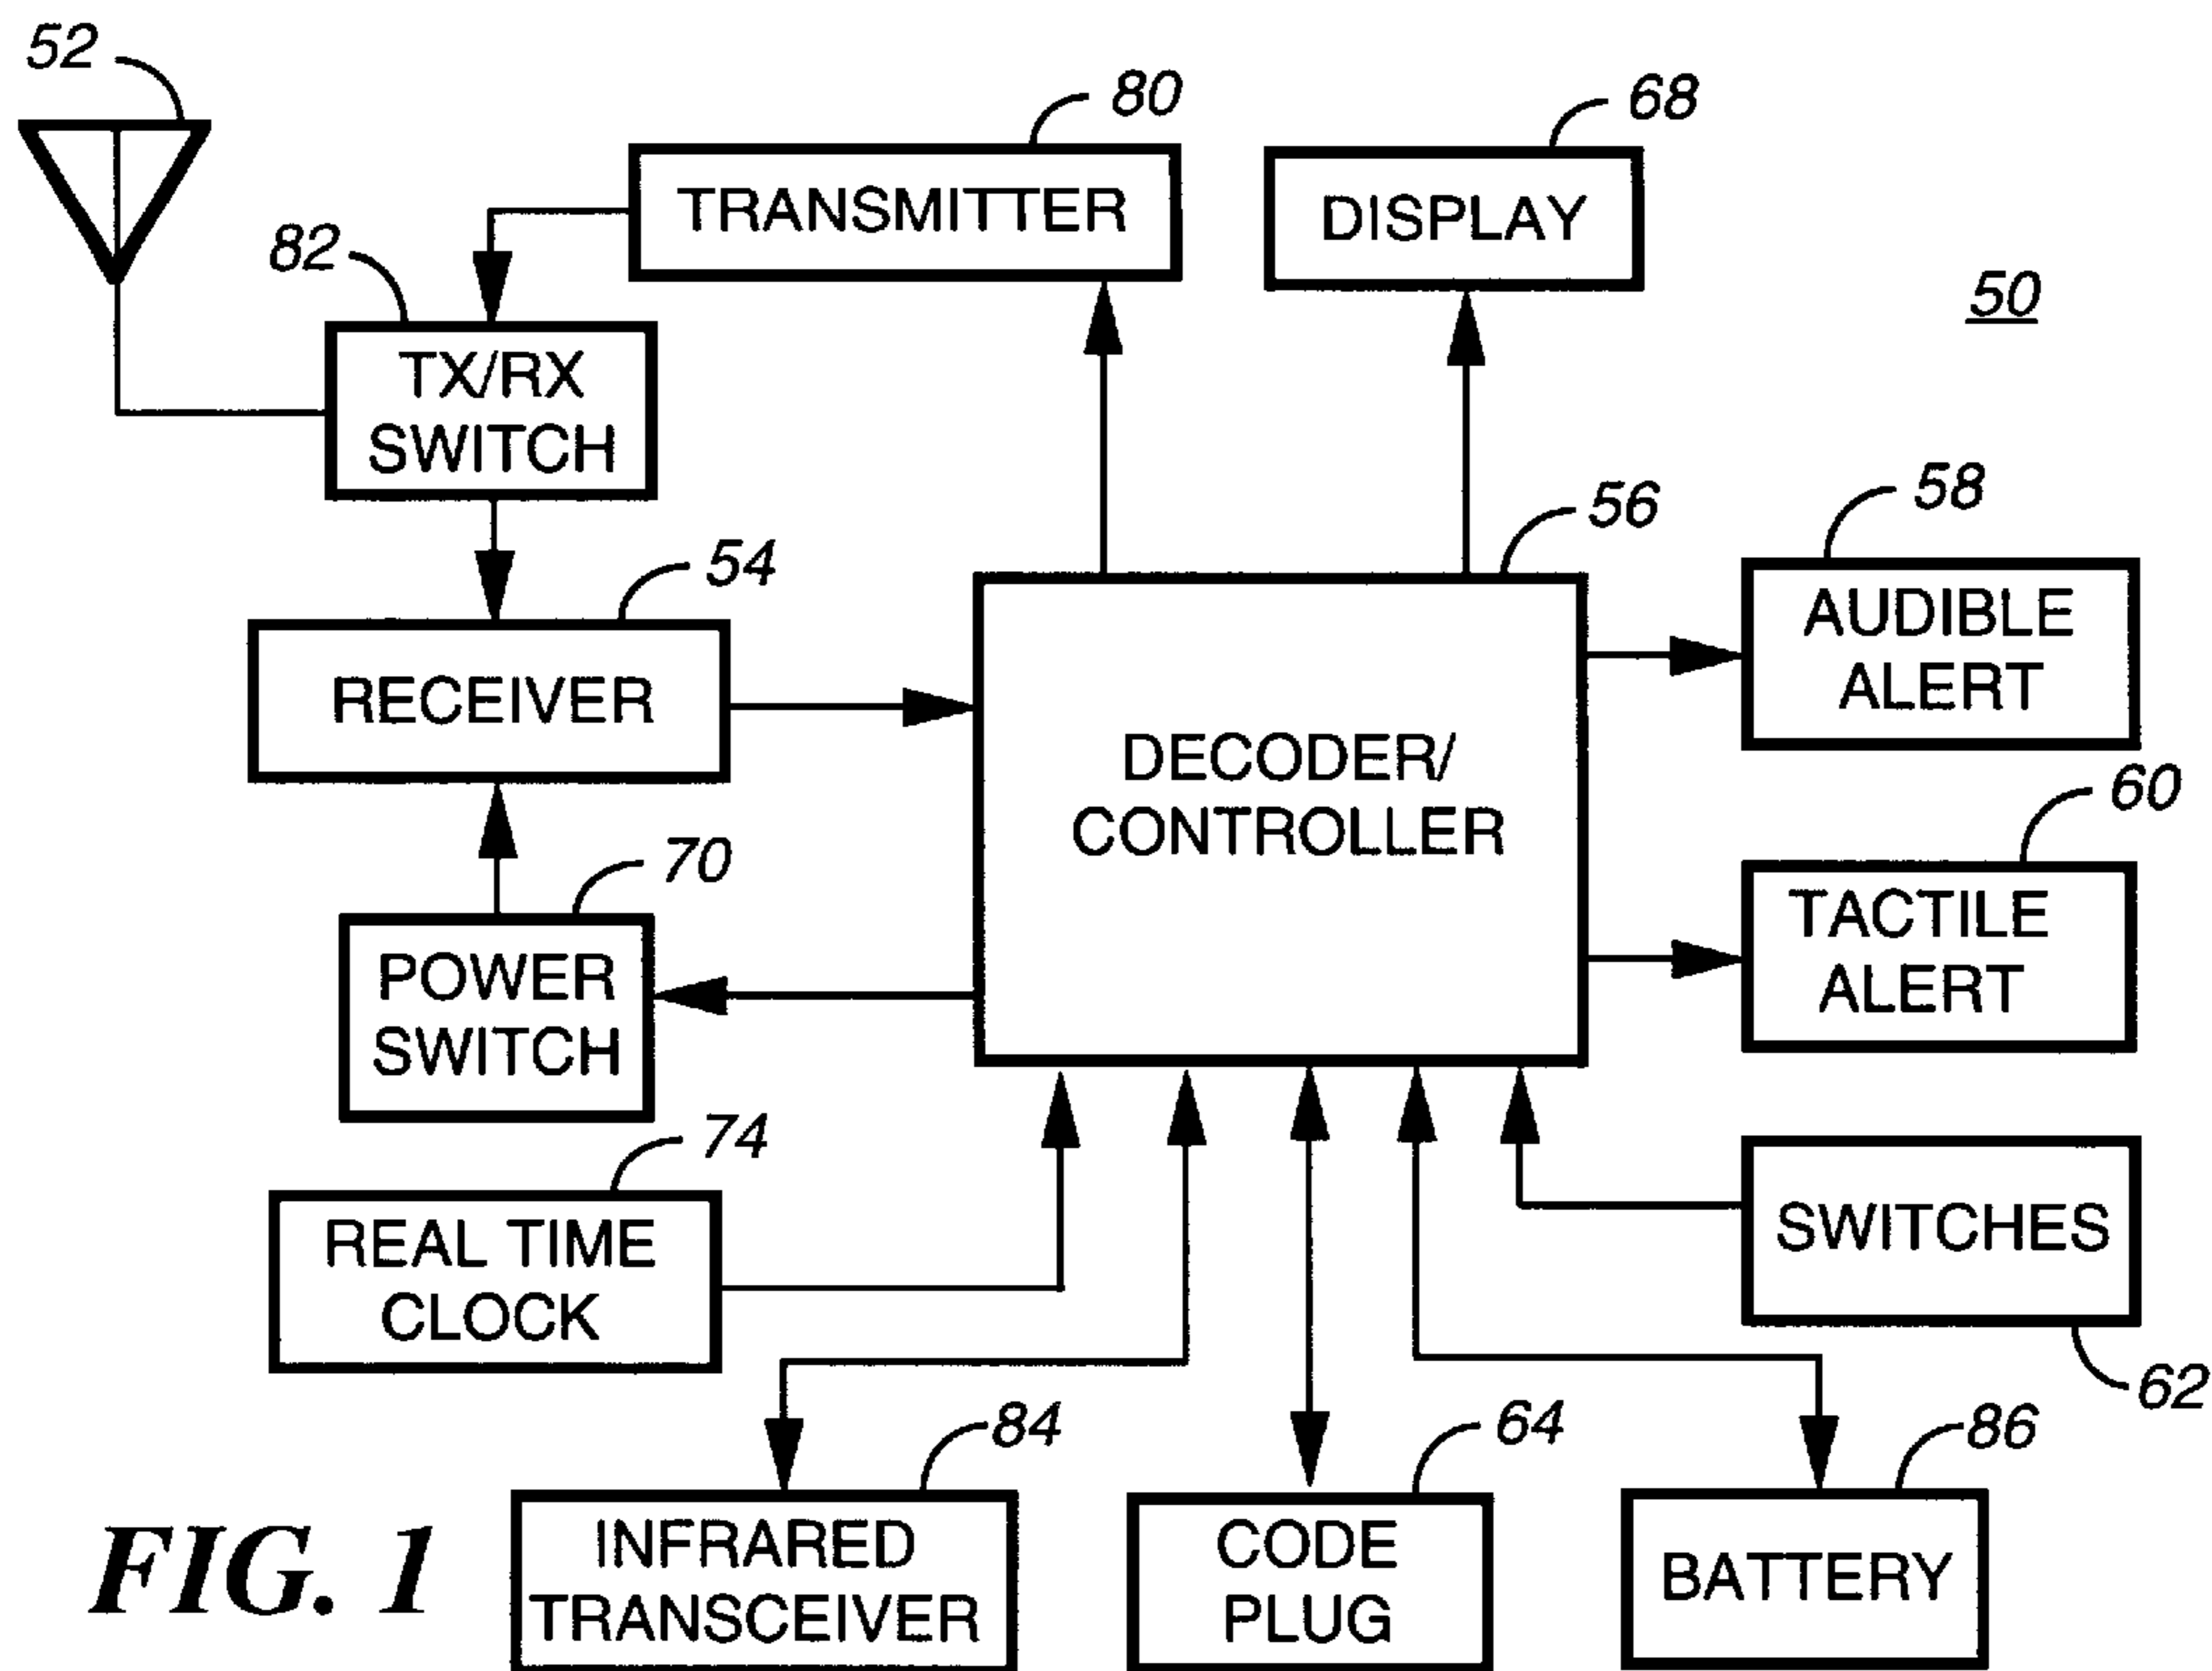 52
80
68
TRANSMITTER
DISPLAY
82
50
TX/RX
SWITCH
56
58
54
AUDIBLE
ALERT
RECEIVER
DECODER/
CONTROLLER
60
70
TACTILE
ALERT
POWER
SWITCH
74
REAL TIME
CLOCK
SWITCHES
62
84
64
86
INFRARED
TRANSCEIVER
CODE
PLUG
BATTERY
FIG. 1